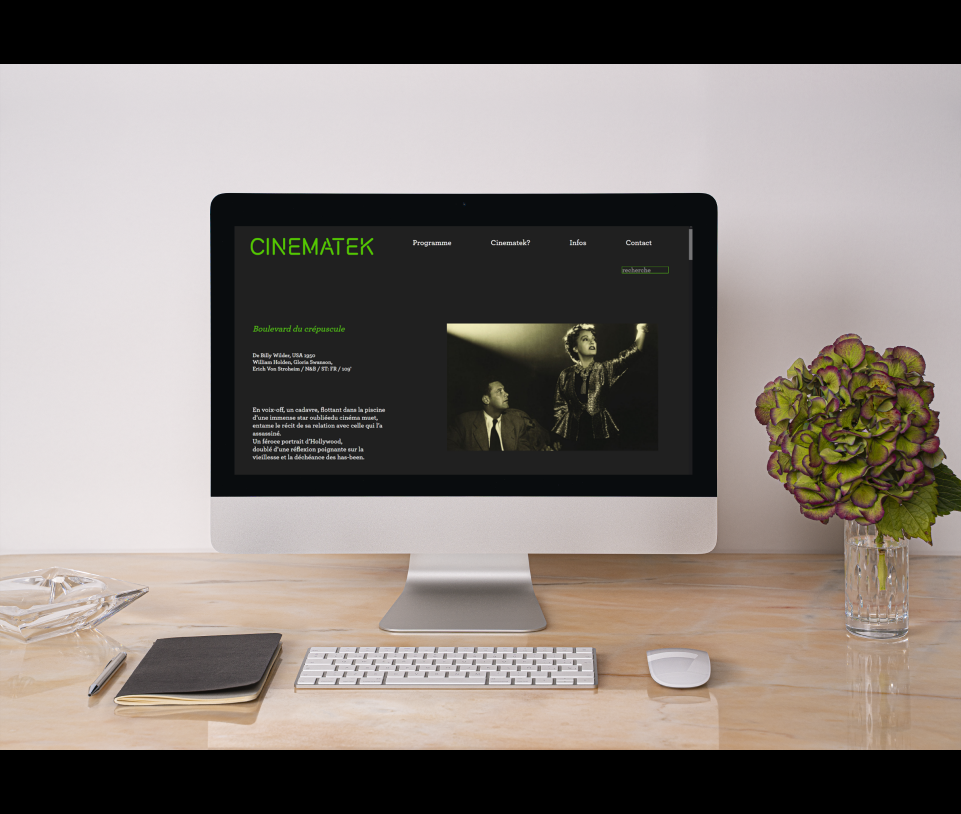 CINEMATEK
Programme
Cinematek?
Infos
Contact
recherche
Boulevard du crépuscule
De Billy Wilder, USA 1950
William Holden, Gloria Swanson,
Erich Von Stroheim / N&B / ST: FR / 109'
En voix-off, un cadavre, flottant dans la piscine
d'une immense star oubliéedu cinéma muet,
entame le récit de sa relation avec celle qui l'a
assassiné.
Un féroce portrait d'Hollywood,
doublé d'une réflexion poignante sur la
vieillesse et la déchéance des has-been.